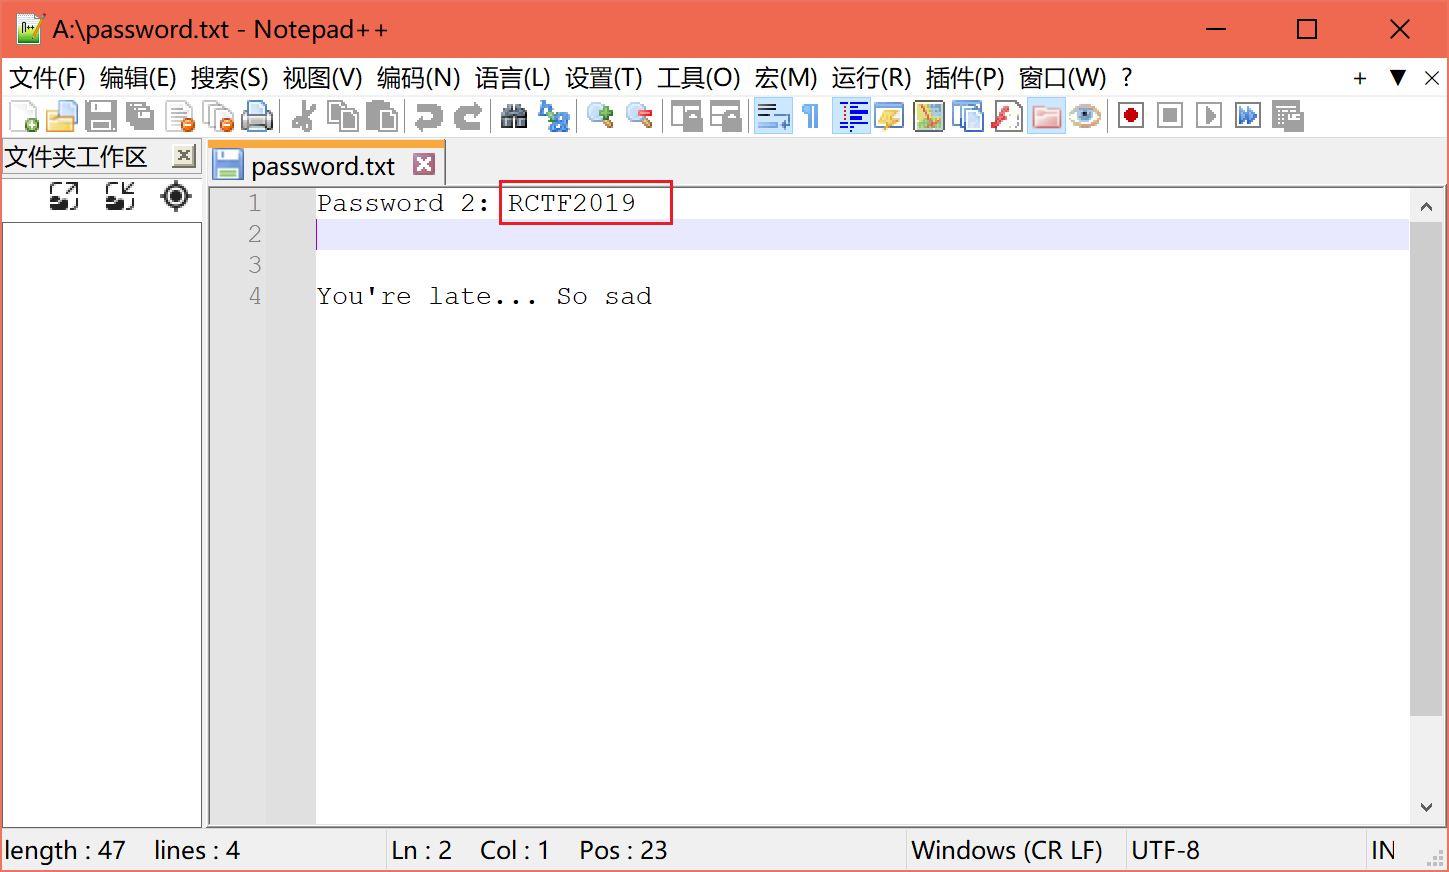 A:\password.txt - Notepad++
文件(F) 编辑(E) 搜索(S) 视图(V) 编码(N) 语言(L) 设置(T) 工具(O) 宏(M) 运行(R) 插件(P) 窗口(W) ?
文件夹工作区
password.txt
1 Password 2: RCTF2019
2
3
4 You're late... So sad
length : 47 lines : 4 Ln : 2 Col : 1 Pos : 23 Windows (CR LF) UTF-8 IN